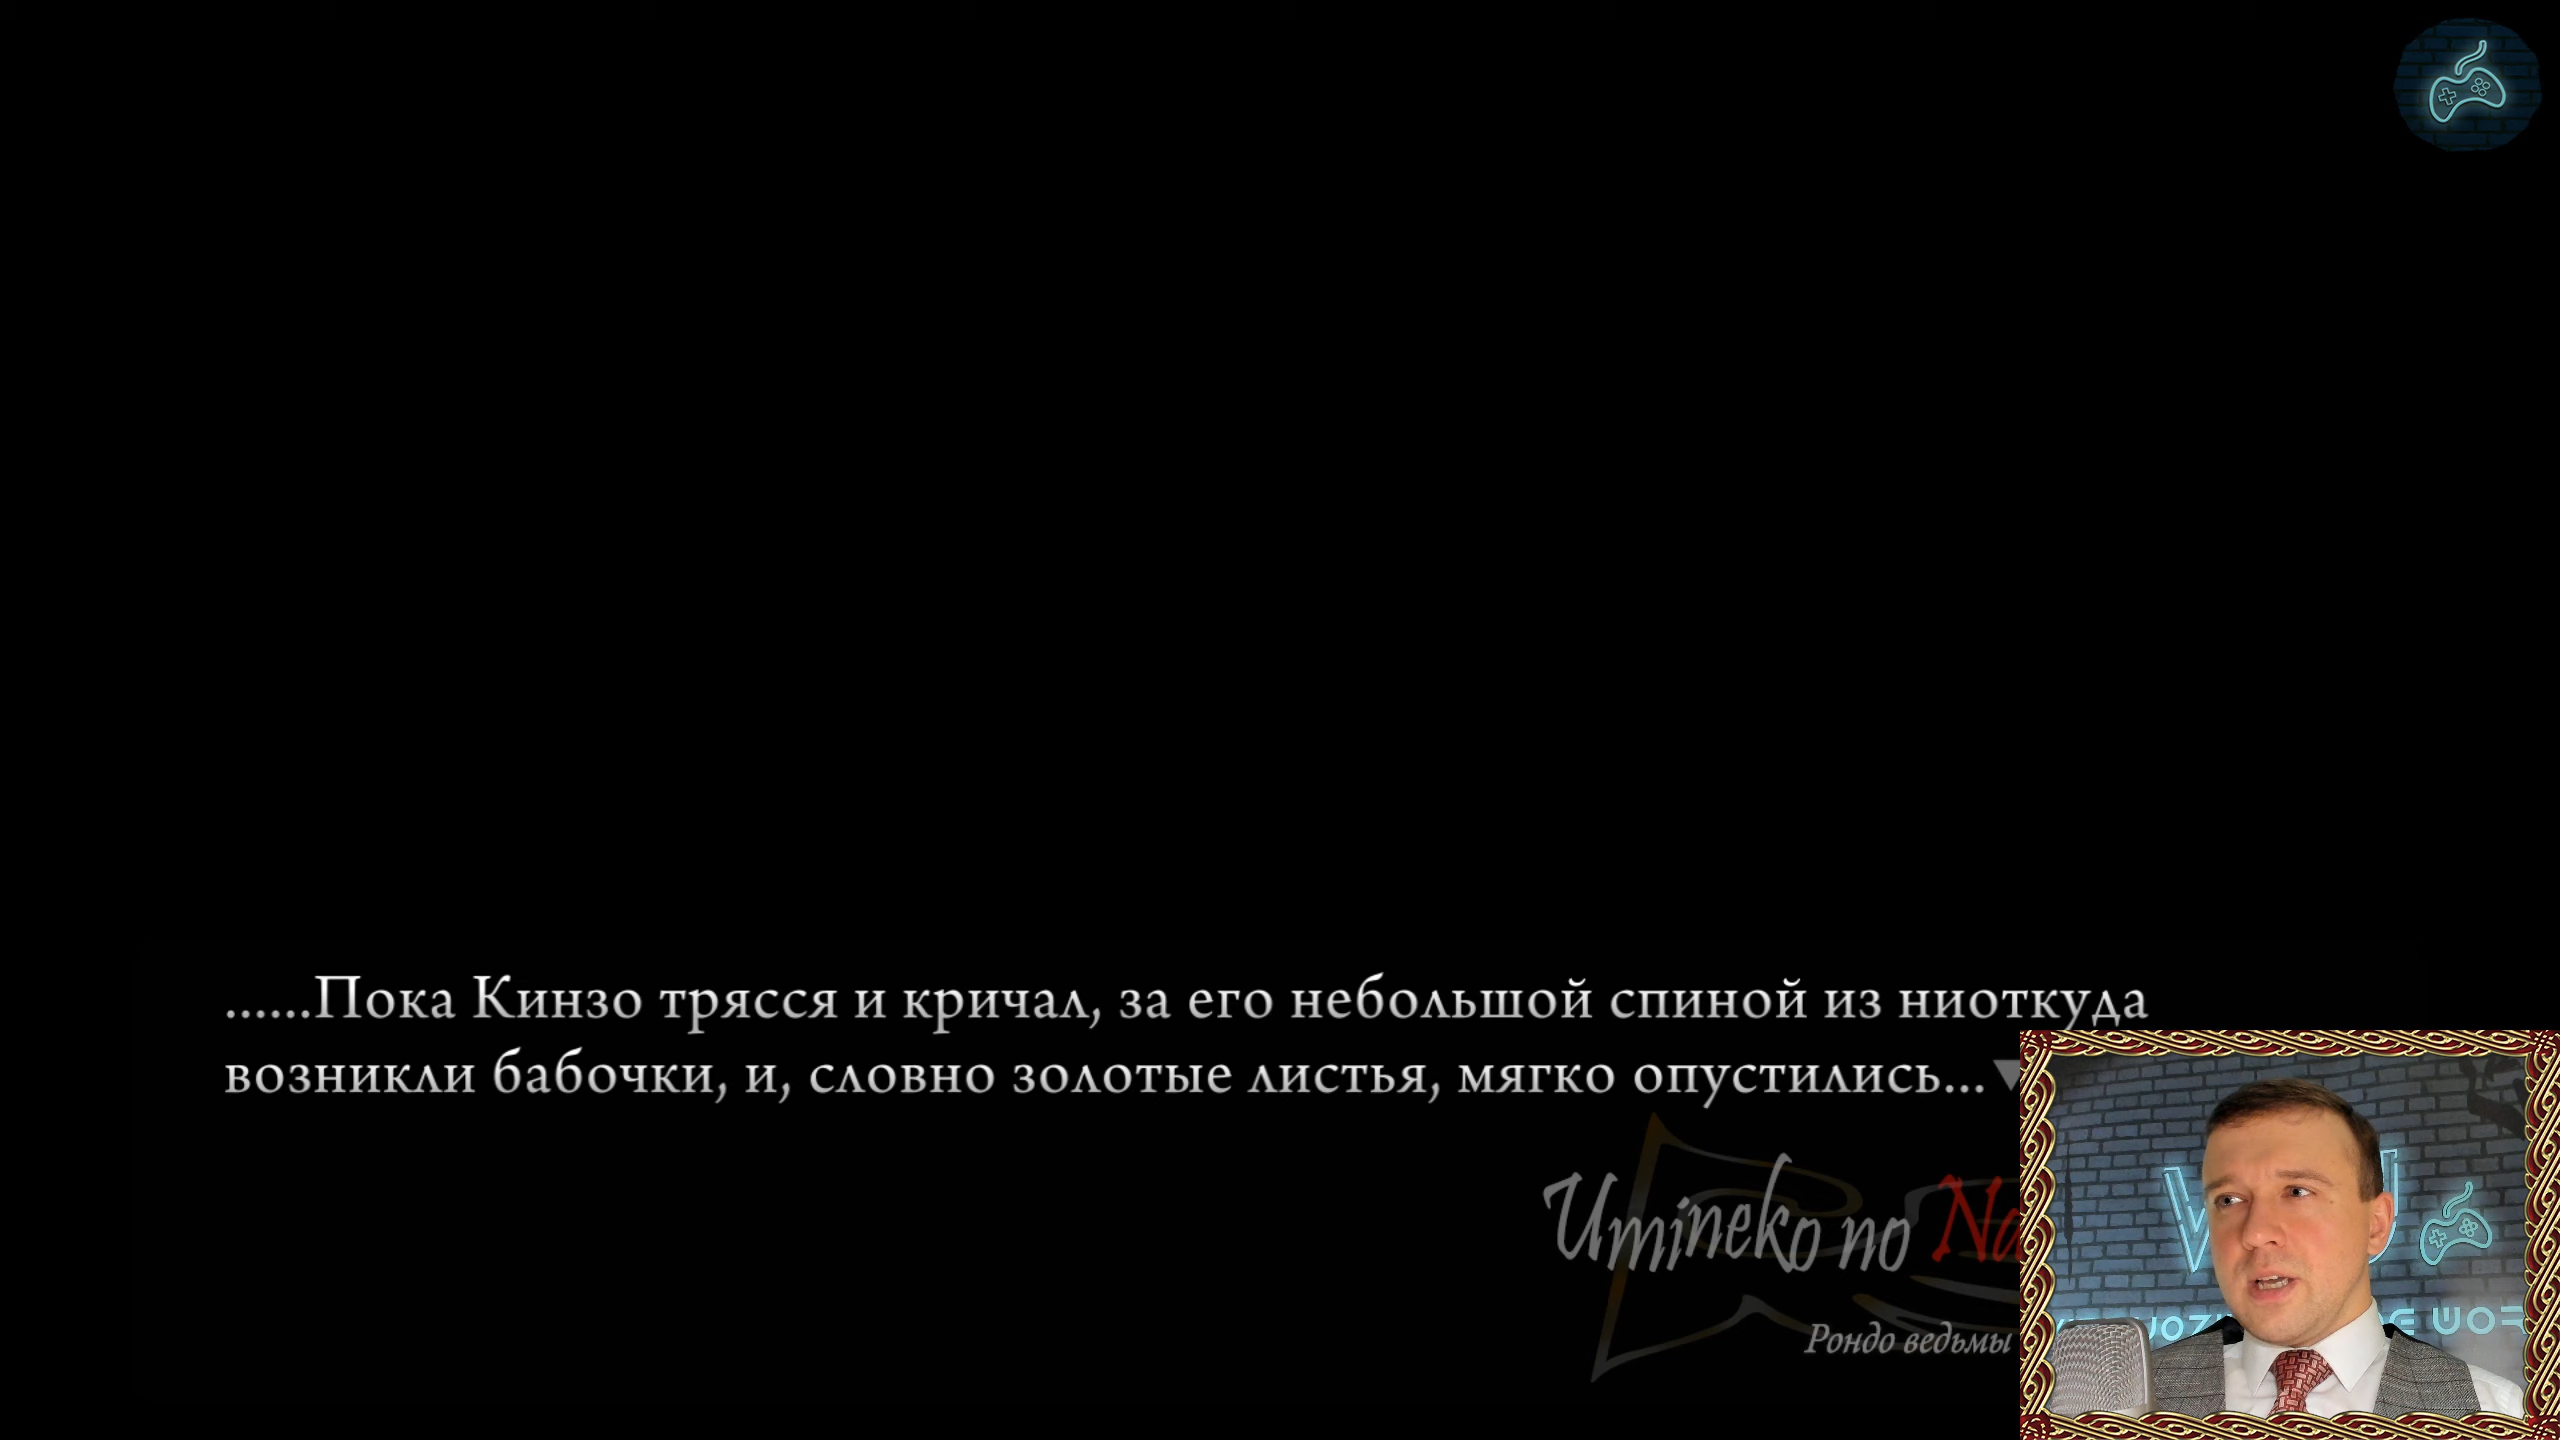 ......Пока Кинзо трясся и кричал, за его небольшой спиной из ниоткуда
возникли бабочки, и, словно золотые листья, мягко опустились...
Umineko no Na
Рондо ведьмы